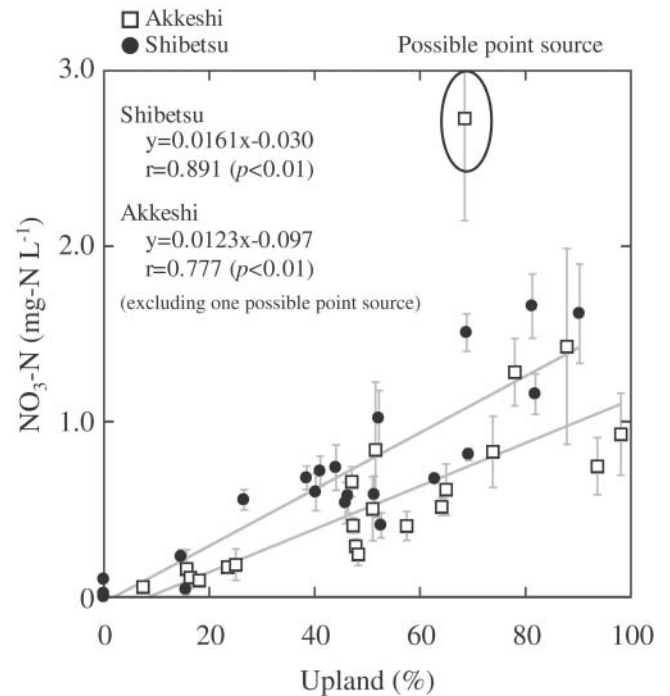 Akkeshi
Shibetsu
Possible point source
3.0
Shibetsu
y=0.0161x-0.030
r=0.891 (p<0.01)
Akkeshi
y=0.0123x-0.097
r=0.777 (p<0.01)
(excluding one possible point source)
2.0
1.0
0
NO₃-N (mg-N L⁻¹)
0 20 40 60 80 100
Upland (%)